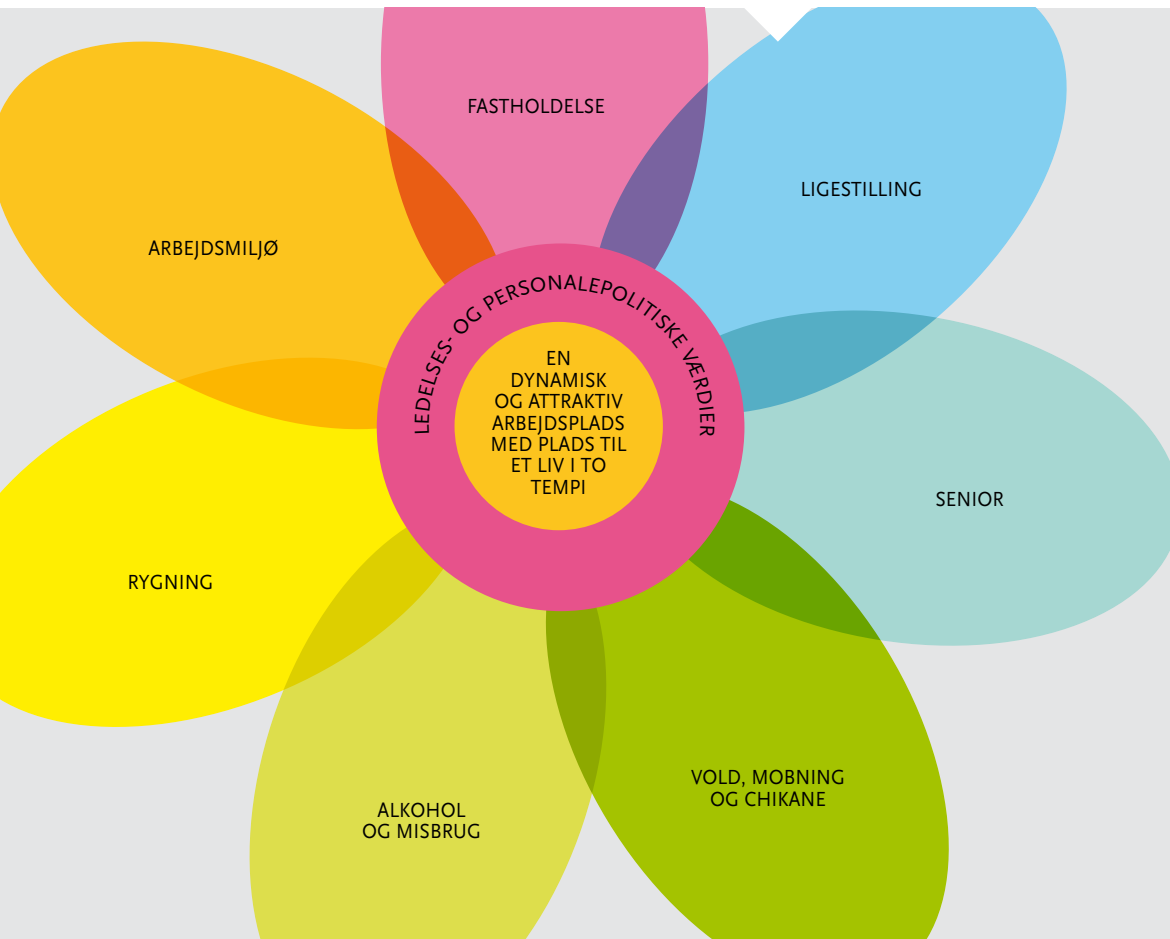 FASTHOLDELSE
LIGESTILLING
ARBEJDSMILJØ
LEDELSES- OG PERSONALEPOLITISKE VÆRDIER
EN
DYNAMISK
OG ATTRAKTIV
ARBEJDSPLADS
MED PLADS TIL
ET LIV I TO
TEMPI
SENIOR
RYGNING
VOLD, MOBNING
OG CHIKANE
ALKOHOL
OG MISBRUG